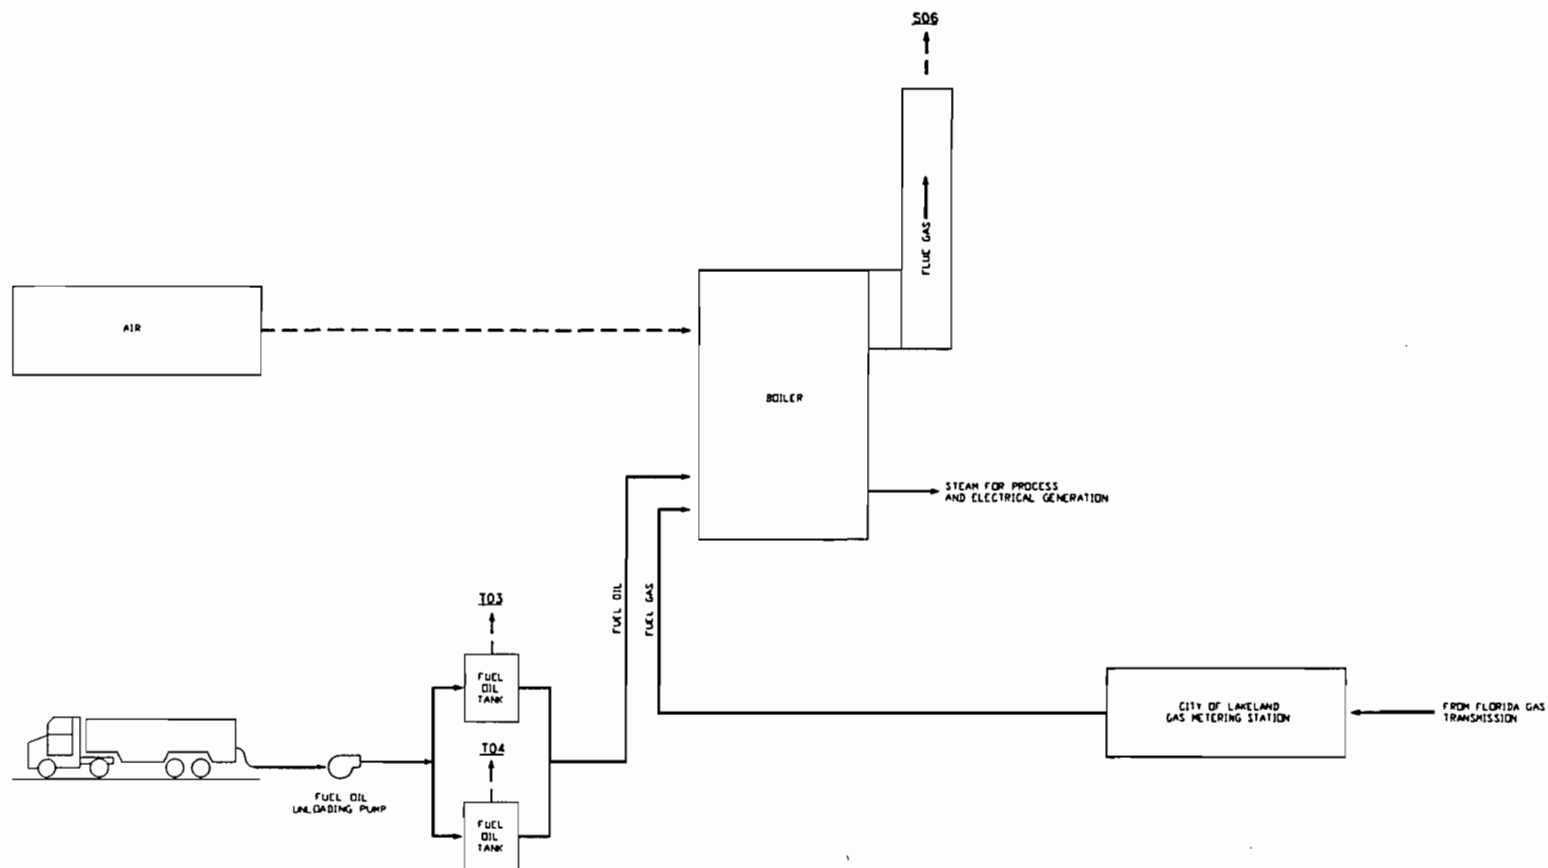 S06
FLUE GAS
AIR
BOILER
STEAM FOR PROCESS
AND ELECTRICAL GENERATION
FUEL OIL
FUEL GAS
T03
FUEL
OIL
TANK
CITY OF LAKELAND
GAS METERING STATION
FROM FLORIDA GAS
TRANSMISSION
T04
FUEL OIL
UNLOADING PUMP
FUEL
OIL
TANK